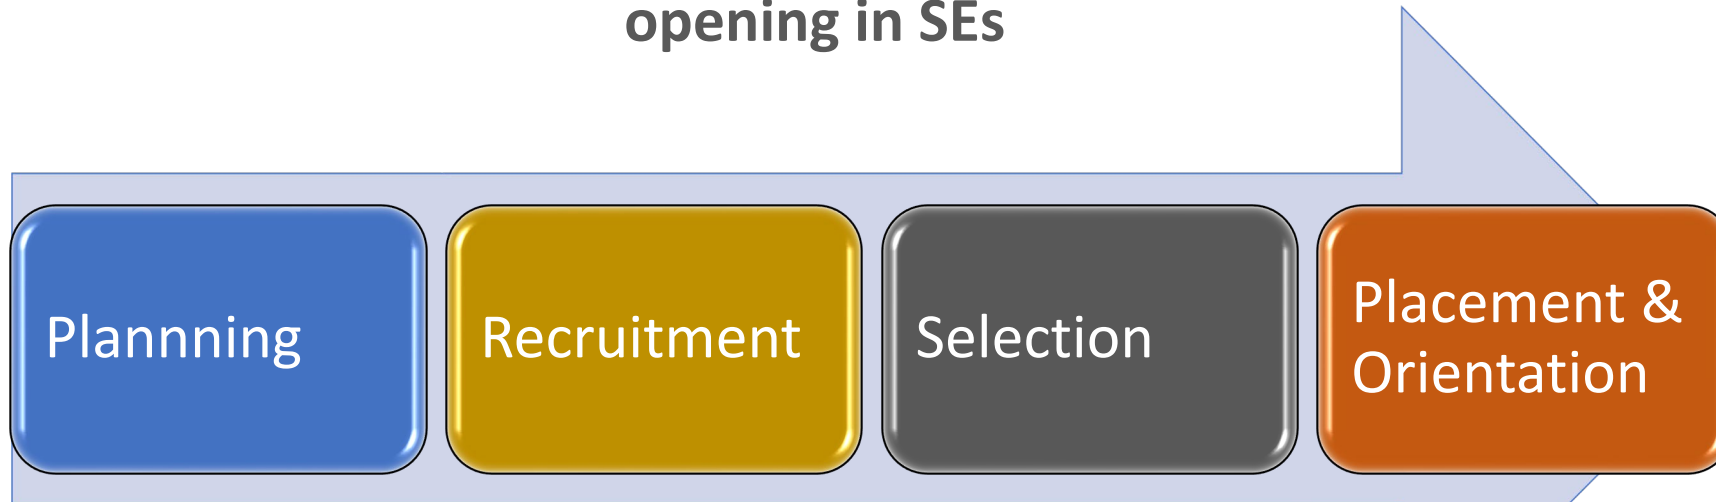 opening in SEs
Plannning
Recruitment
Selection
Placement &
Orientation